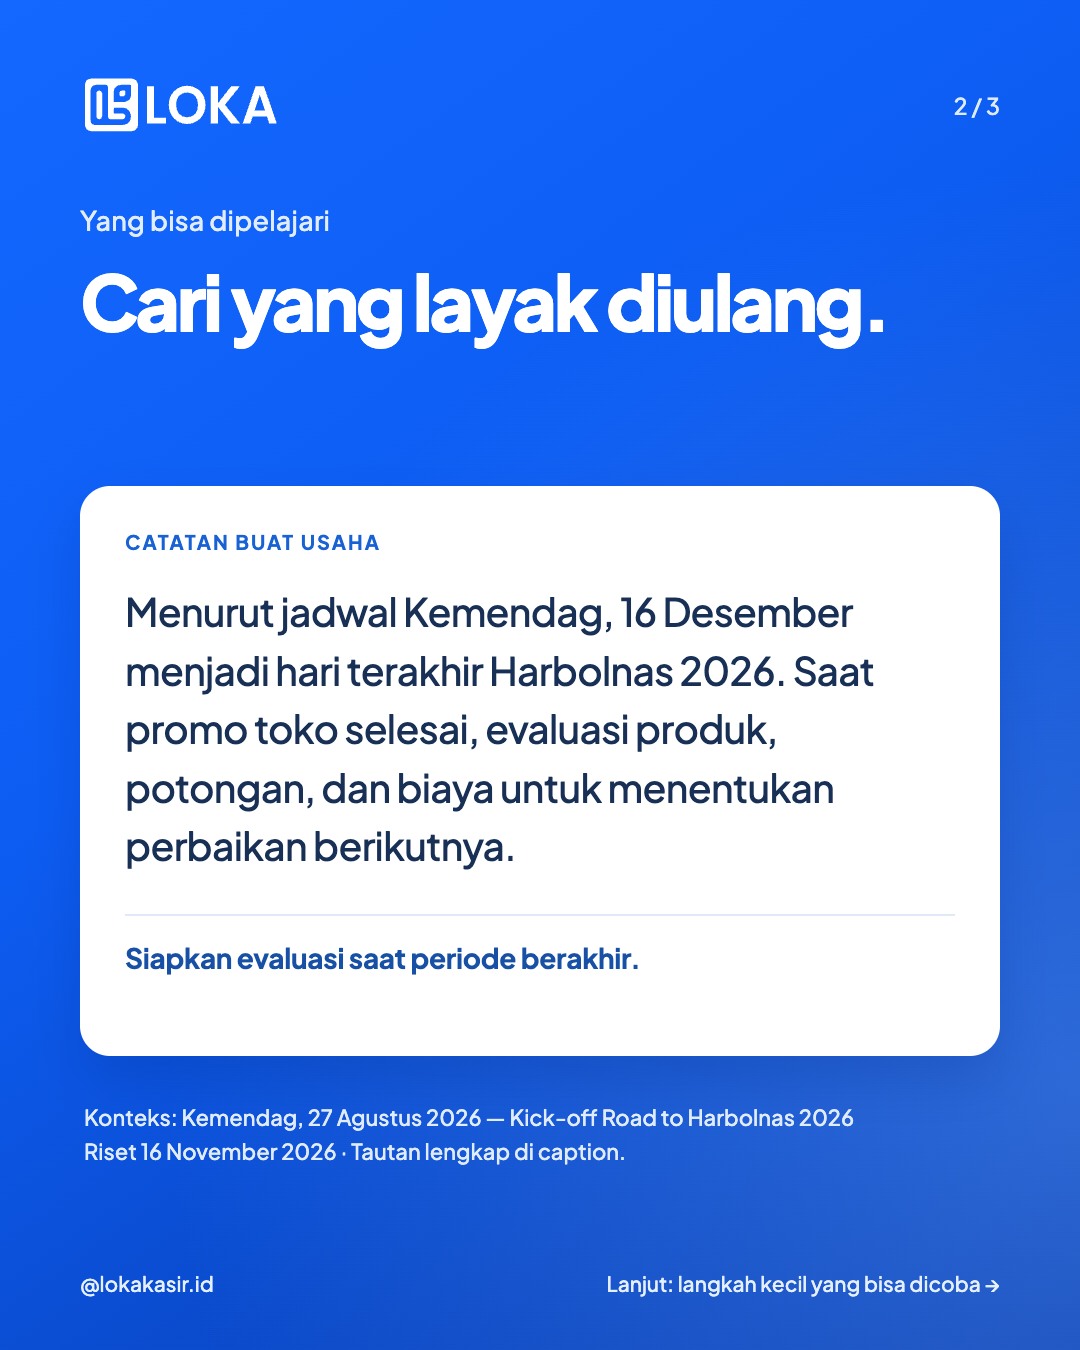 LOKA
2 / 3
Yang bisa dipelajari
Cari yang layak diulang.
CATATAN BUAT USAHA
Menurut jadwal Kemendag, 16 Desember
menjadi hari terakhir Harbolnas 2026. Saat
promo toko selesai, evaluasi produk,
potongan, dan biaya untuk menentukan
perbaikan berikutnya.
Siapkan evaluasi saat periode berakhir.
Konteks: Kemendag, 27 Agustus 2026 — Kick-off Road to Harbolnas 2026
Riset 16 November 2026 · Tautan lengkap di caption.
@lokakasir.id
Lanjut: langkah kecil yang bisa dicoba →